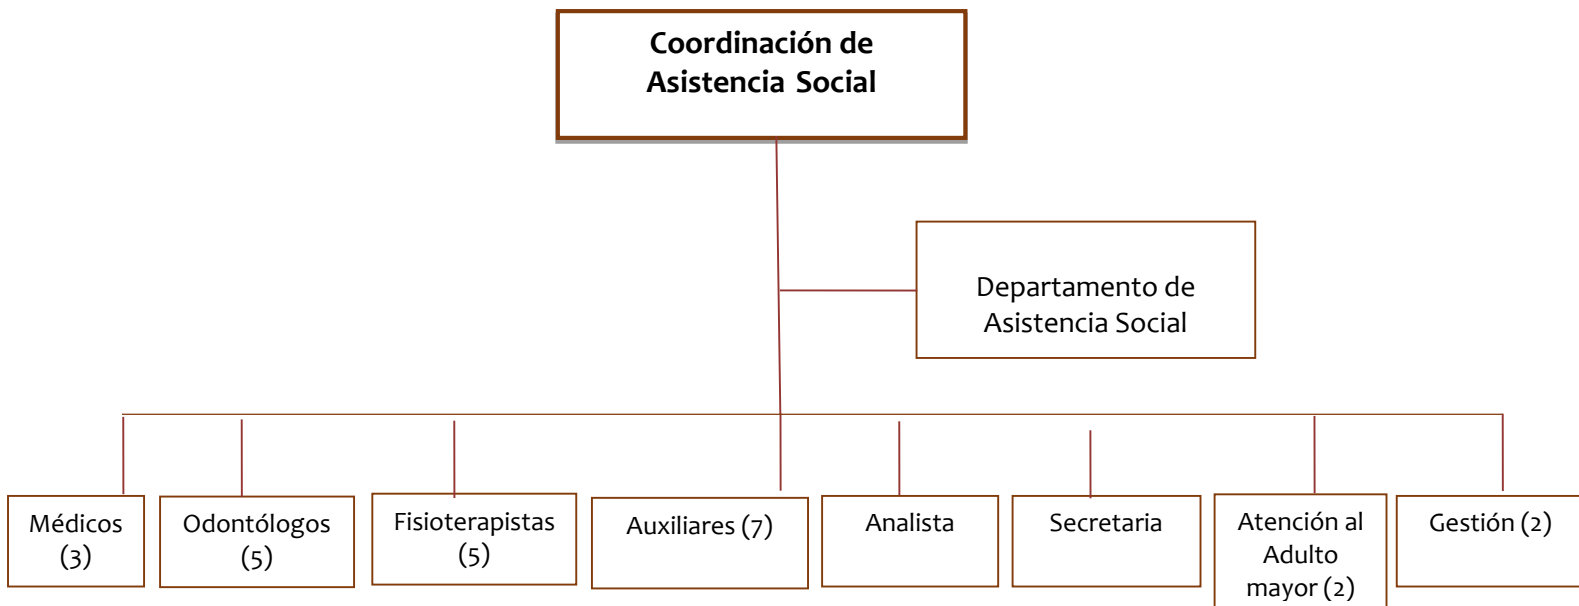 Coordinación de
Asistencia Social
Departamento de
Asistencia Social
Médicos
(3)
Odontólogos
(5)
Fisioterapistas
(5)
Auxiliares (7)
Analista
Secretaria
Atención al
Adulto
mayor (2)
Gestión (2)